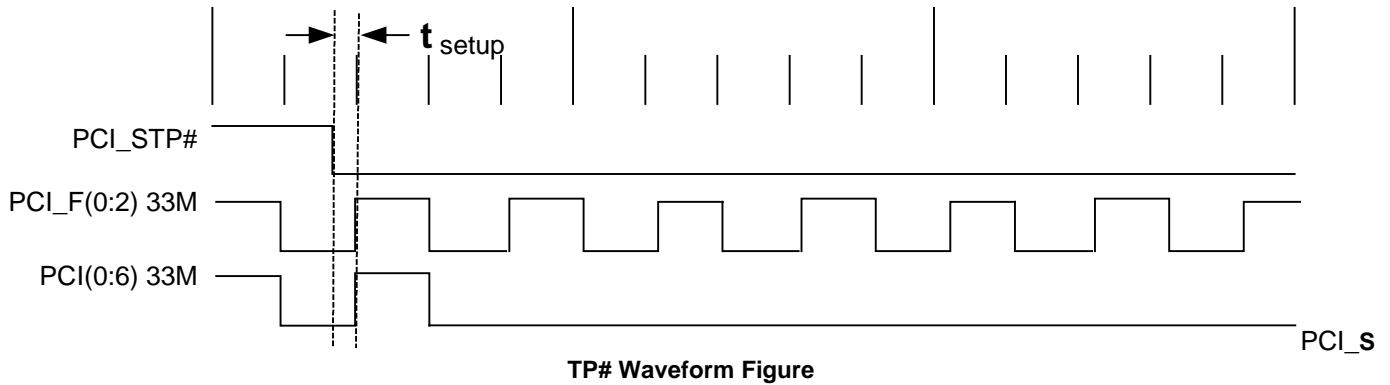 t setup
PCI_STP#
PCI_F(0:2) 33M
PCI(0:6) 33M
PCI_S
TP# Waveform Figure